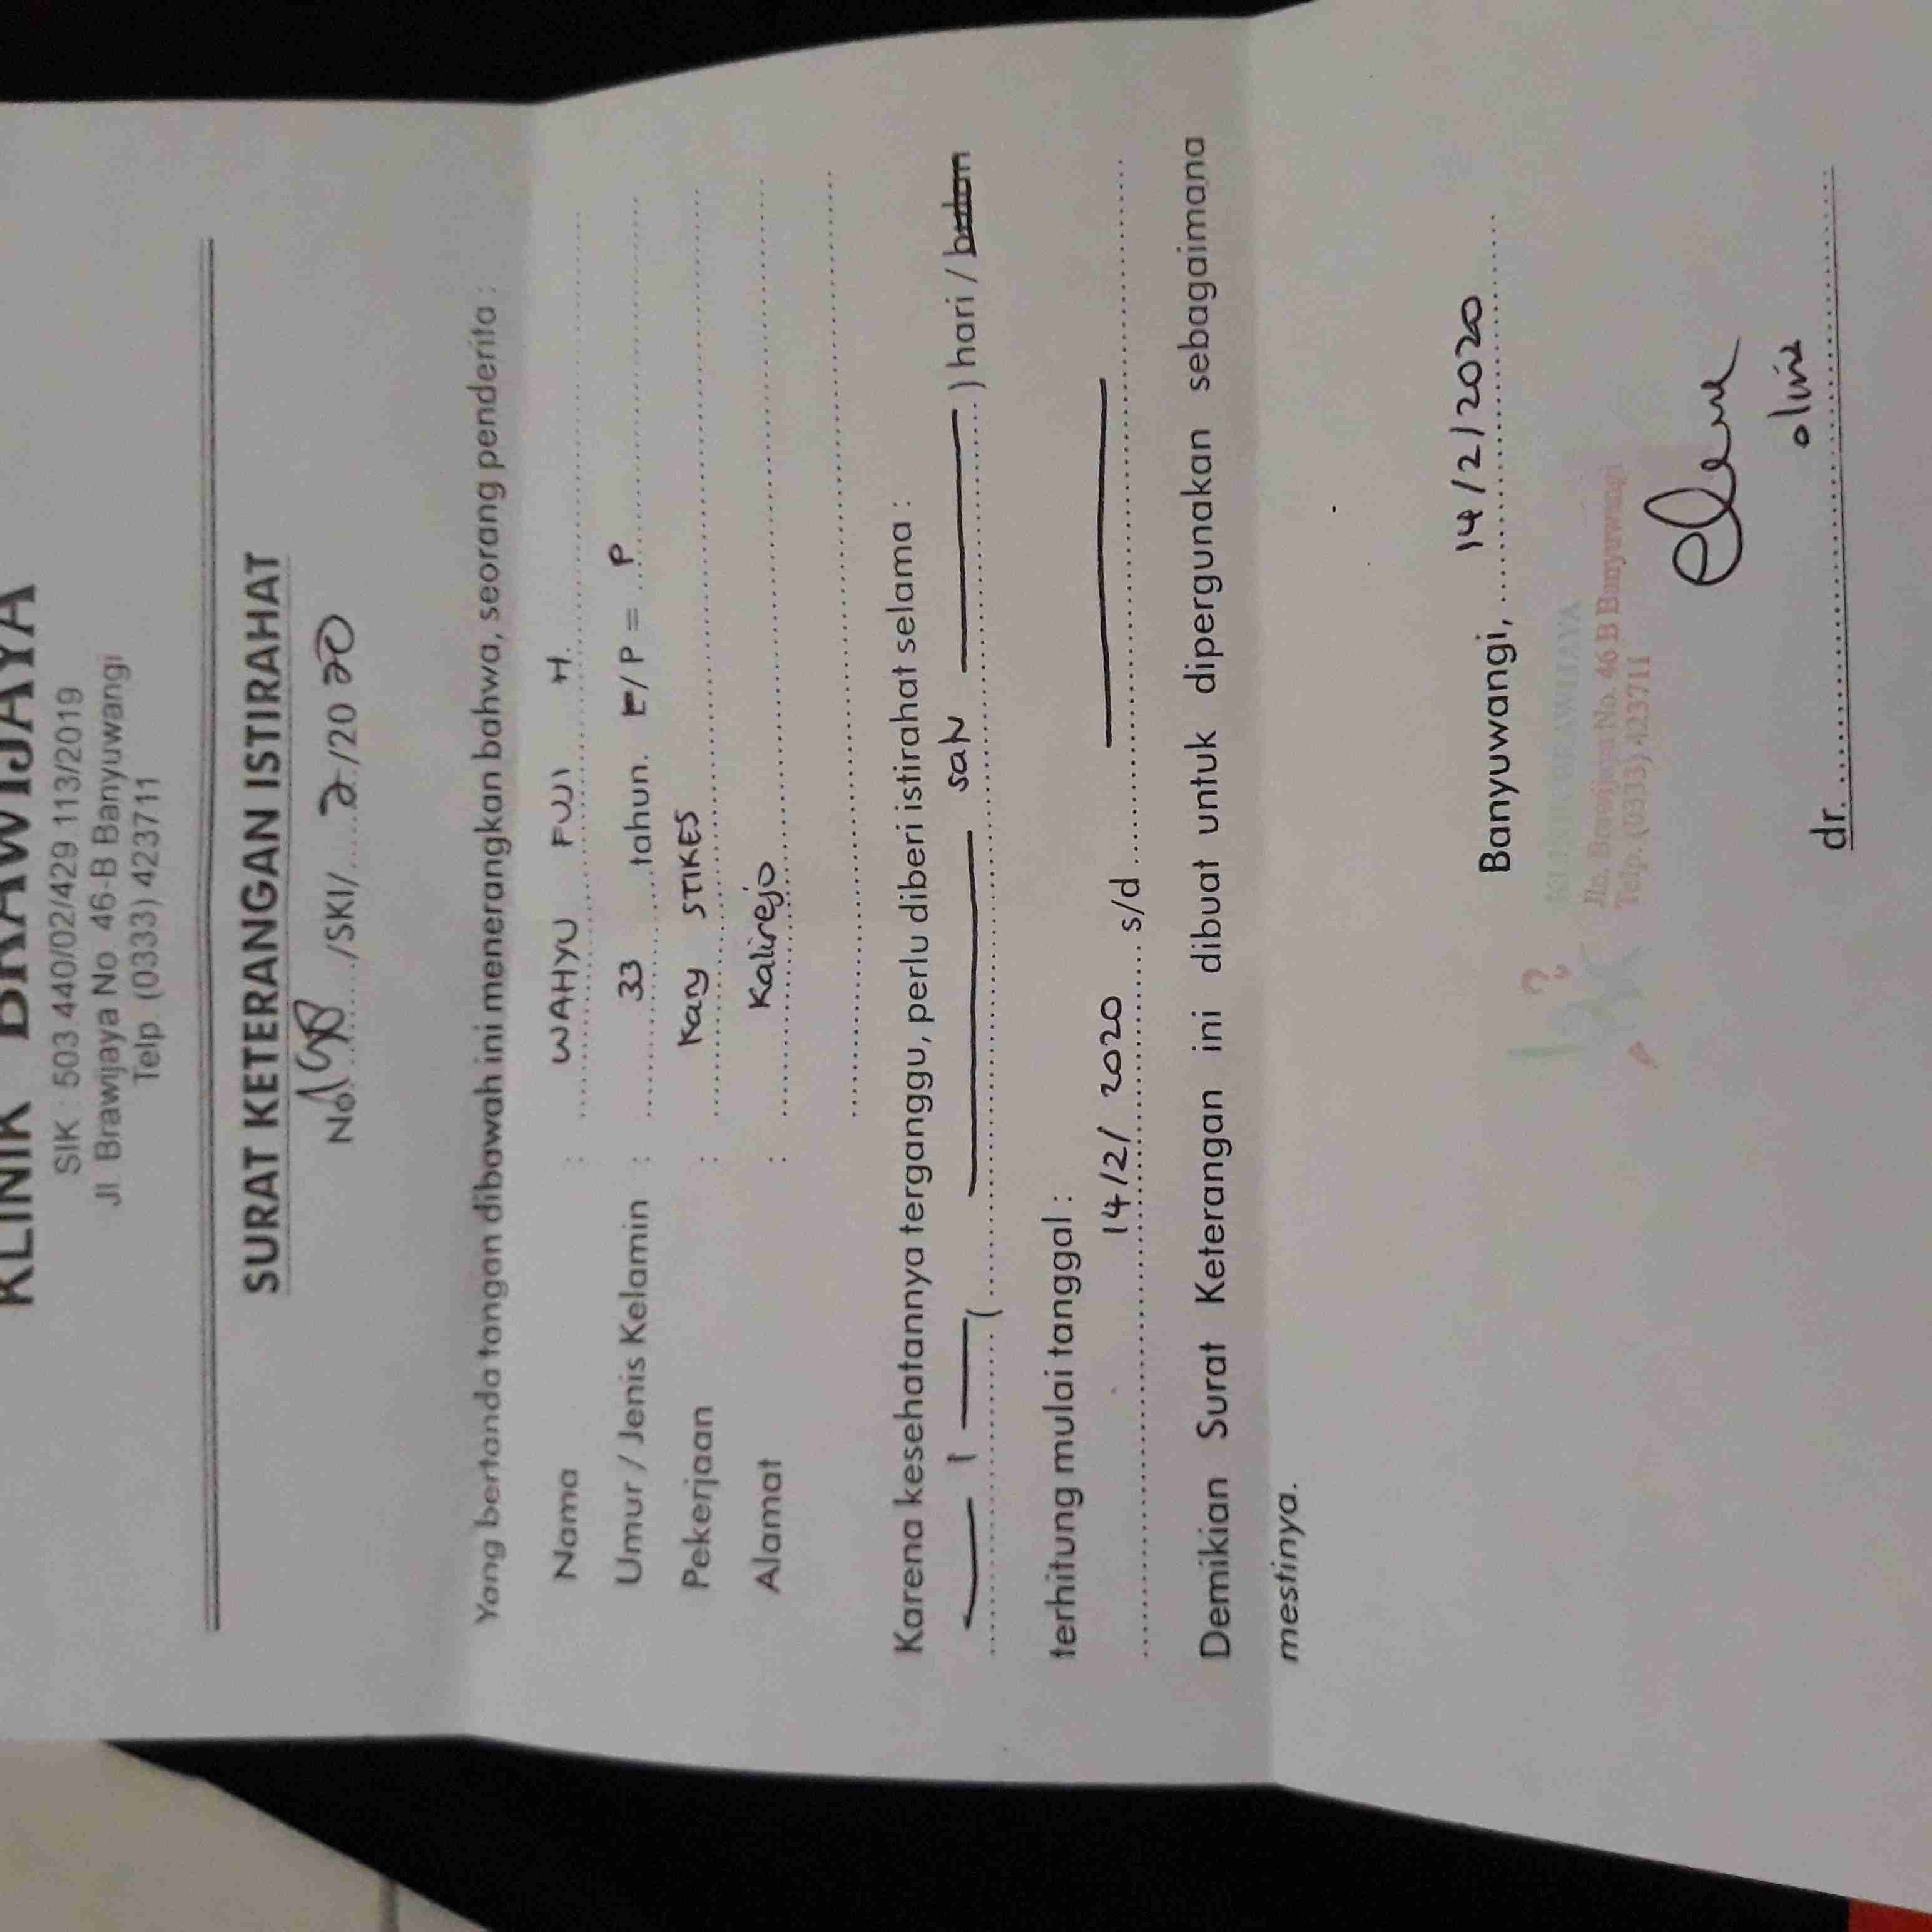 KLINIK BRAWIJAYA
SIK : 503.440/02/429.113/2019
Jl. Brawijaya No. 46-B Banyuwangi
Telp. (0333) 423711
SURAT KETERANGAN ISTIRAHAT
No. 198 /SKI/ 2 /20 20
Yang bertanda tangan dibawah ini menerangkan bahwa, seorang penderita :
Nama : WAHYU FUJI H.
Umur / Jenis Kelamin : 33 tahun. L/ P = P
Pekerjaan : Kary STIKES
Alamat : Kalirejo
Karena kesehatannya terganggu, perlu diberi istirahat selama :
1 ( satu ) hari / bulan
terhitung mulai tanggal :
14/2/ 2020 s/d
Demikian Surat Keterangan ini dibuat untuk dipergunakan sebagaimana
mestinya.
Banyuwangi, 14/2/2020
KLINIK BRAWIJAYA
Jln. Brawijaya No. 46 B Banyuwangi
Telp. (0333) 423711
dr. olivia